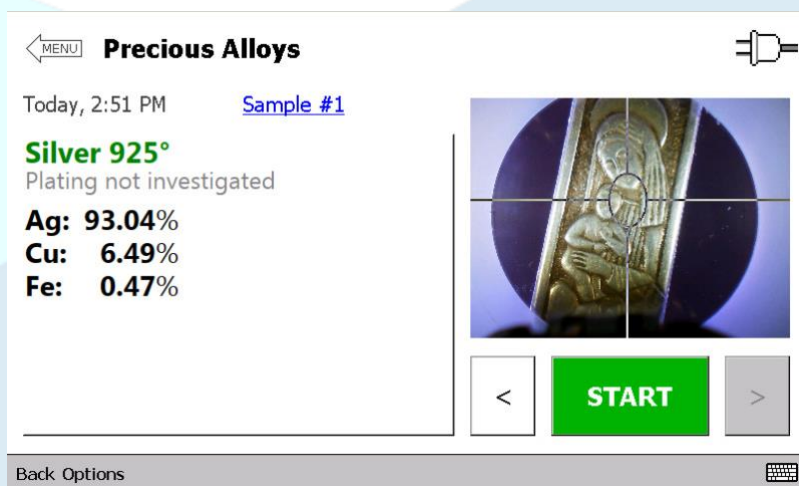 MENU Precious Alloys
Today, 2:51 PM Sample #1
Silver 925°
Plating not investigated
Ag: 93.04%
Cu: 6.49%
Fe: 0.47%
< START >
Back Options